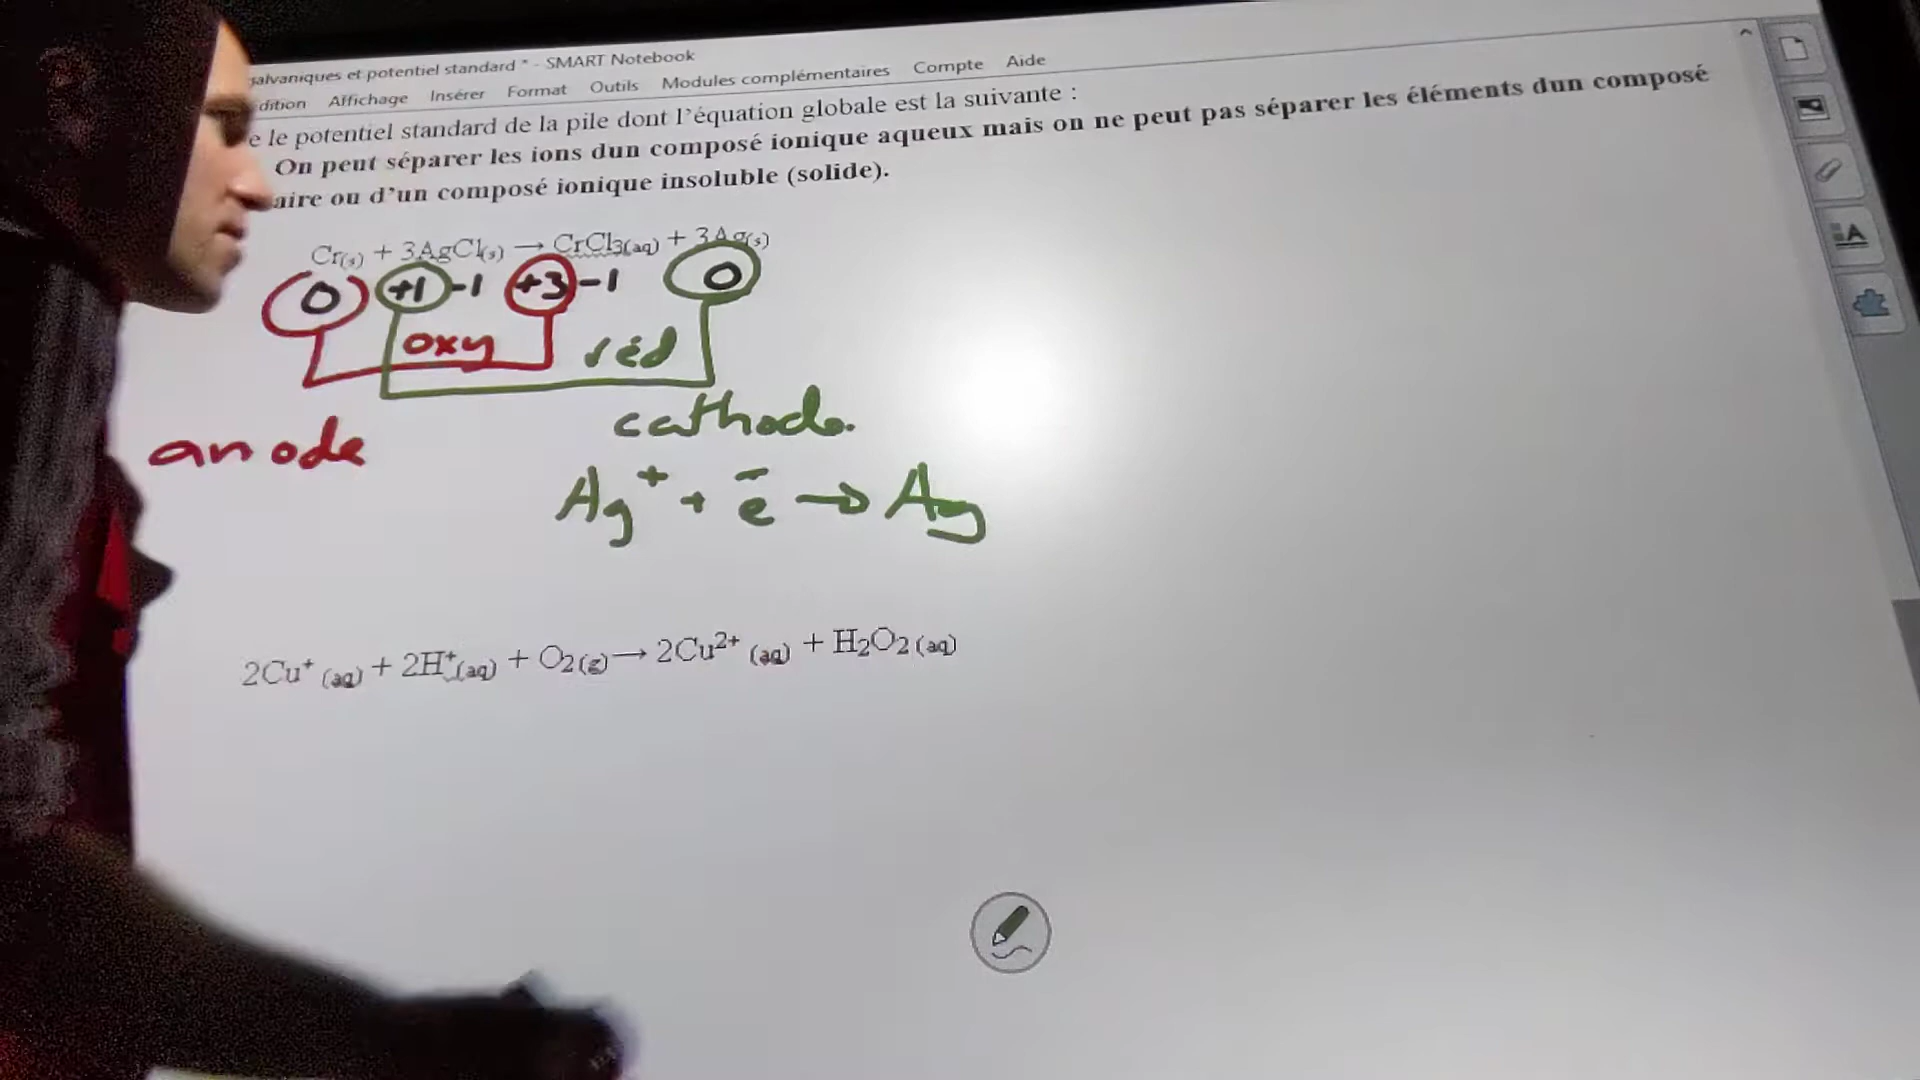 galvaniques et potentiel standard * - SMART Notebook
dition Affichage Insérer Format Outils Modules complémentaires Compte Aide
e le potentiel standard de la pile dont l'équation globale est la suivante :
On peut séparer les ions dun composé ionique aqueux mais on ne peut pas séparer les éléments dun composé
aire ou d'un composé ionique insoluble (solide).
Cr(s) + 3AgCl(s) → CrCl3(aq) + 3Ag(s)
0 +1 -1 +3 -1 0
oxy réd
cathode
anode
Ag⁺ + e⁻ → Ag
2Cu⁺ (aq) + 2H⁺(aq) + O2(g) → 2Cu²⁺ (aq) + H2O2(aq)
A